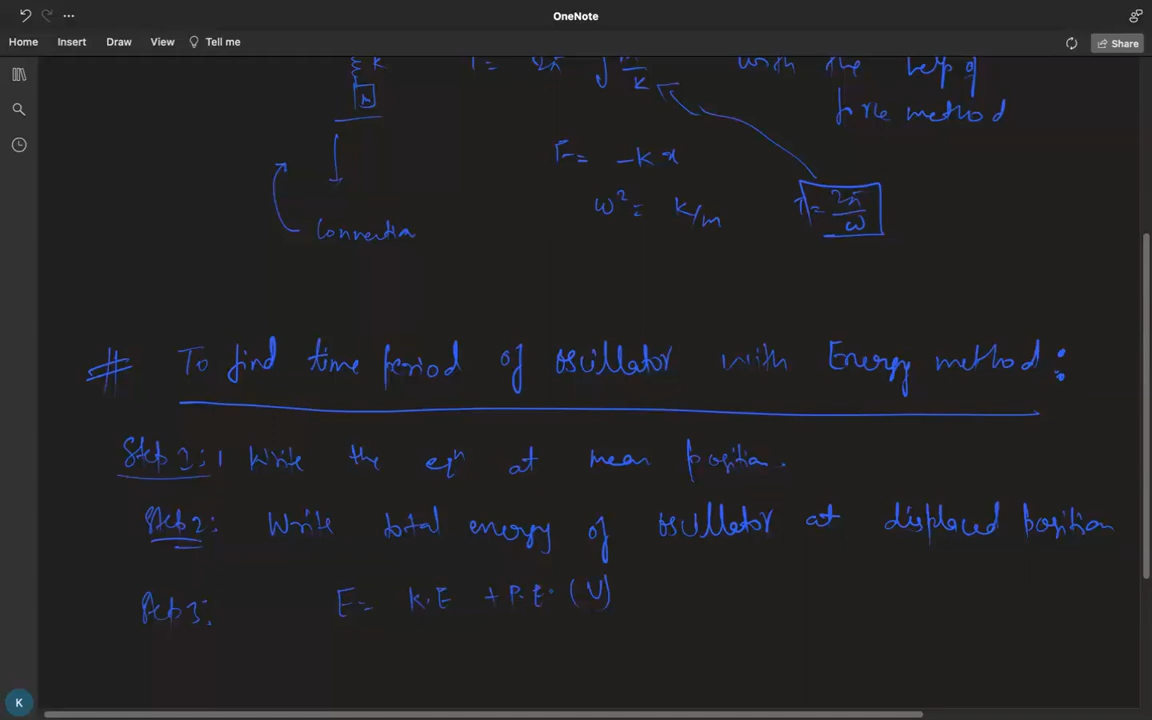 OneNote
Home Insert Draw View Tell me
Share
K T = 2π √m/K with the help of
m force method
F = -Kx
ω² = K/m T = 2π/ω
Connection
# To find time period of oscillator with Energy method:
Step 1: Write the eqn at mean position.
Step 2: Write total energy of oscillator at displaced position
Step 3: E = K.E + P.E. (U)
K